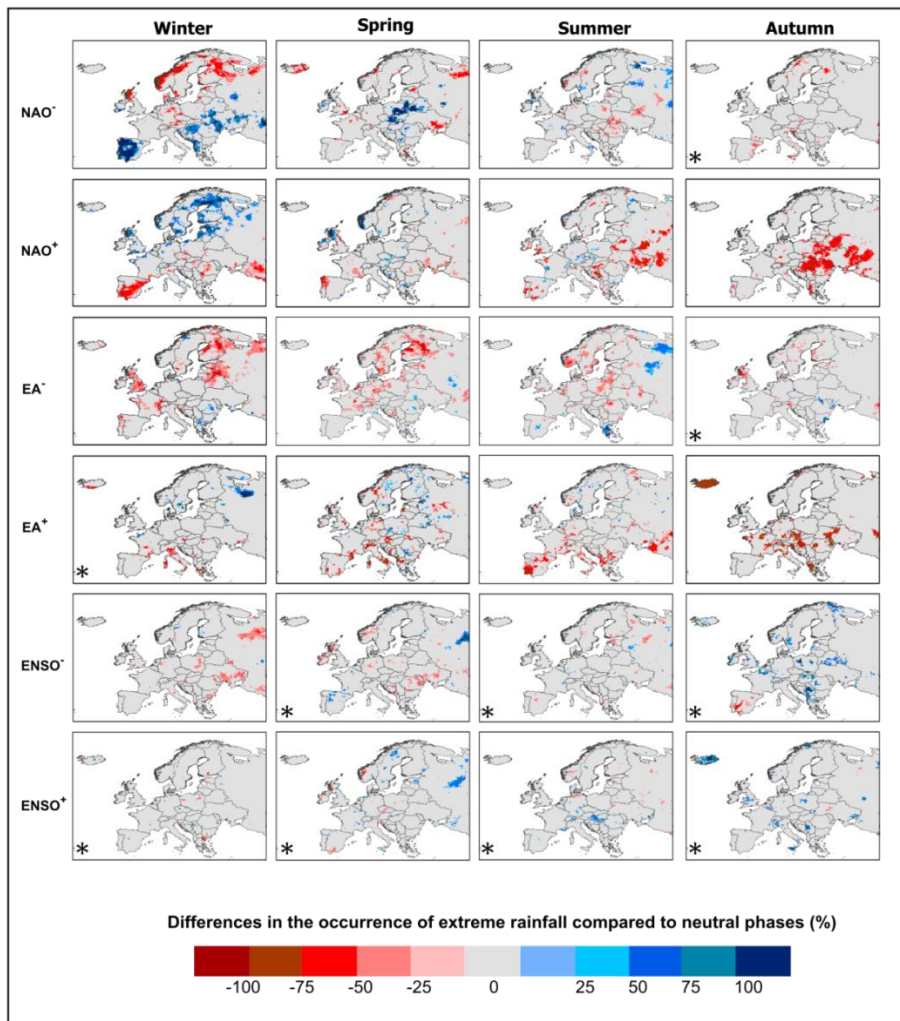 Winter Spring Summer Autumn
NAO-
*
NAO+
EA-
*
EA+
*
ENSO-
* * *
ENSO+
* * * *
Differences in the occurrence of extreme rainfall compared to neutral phases (%)
-100 -75 -50 -25 0 25 50 75 100